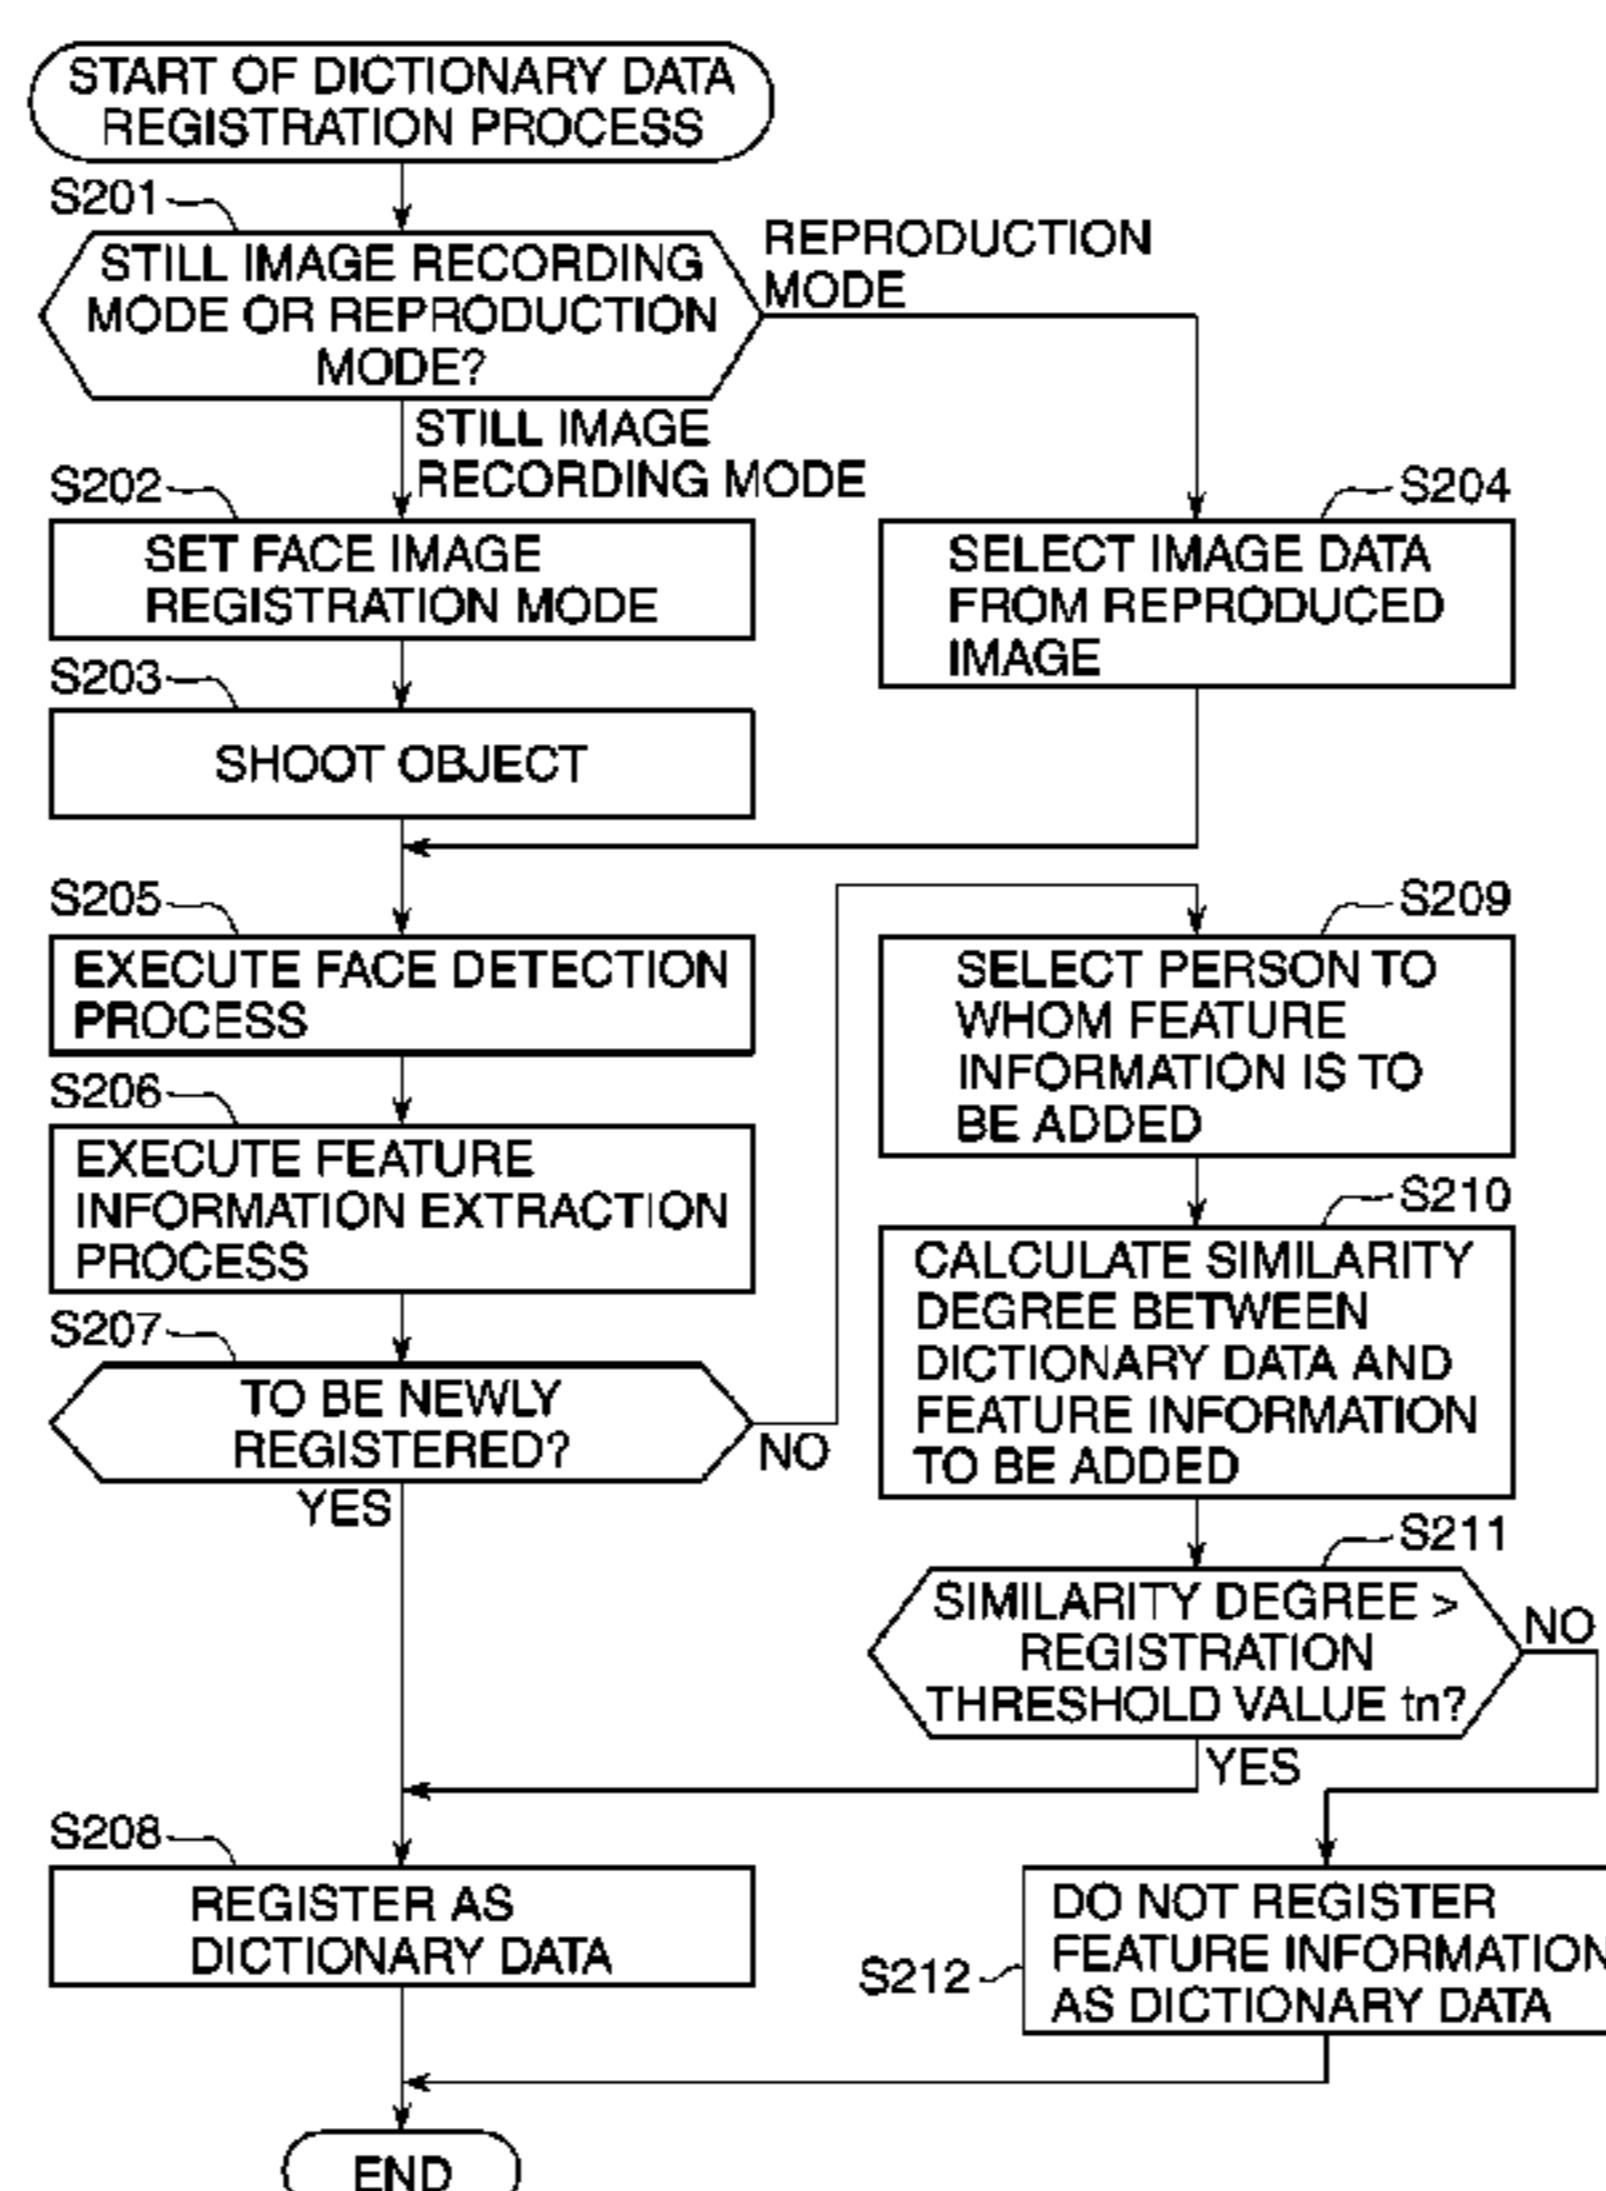 START OF DICTIONARY DATA
REGISTRATION PROCESS
S201
STILL IMAGE RECORDING
MODE OR REPRODUCTION
MODE?
REPRODUCTION
MODE
STILL IMAGE
RECORDING MODE
S202
SET FACE IMAGE
REGISTRATION MODE
S204
SELECT IMAGE DATA
FROM REPRODUCED
IMAGE
S203
SHOOT OBJECT
S205
EXECUTE FACE DETECTION
PROCESS
S206
EXECUTE FEATURE
INFORMATION EXTRACTION
PROCESS
S207
TO BE NEWLY
REGISTERED?
NO
YES
S209
SELECT PERSON TO
WHOM FEATURE
INFORMATION IS TO
BE ADDED
S210
CALCULATE SIMILARITY
DEGREE BETWEEN
DICTIONARY DATA AND
FEATURE INFORMATION
TO BE ADDED
S211
SIMILARITY DEGREE >
REGISTRATION
THRESHOLD VALUE tn?
NO
YES
S208
REGISTER AS
DICTIONARY DATA
S212
DO NOT REGISTER
FEATURE INFORMATION
AS DICTIONARY DATA
END